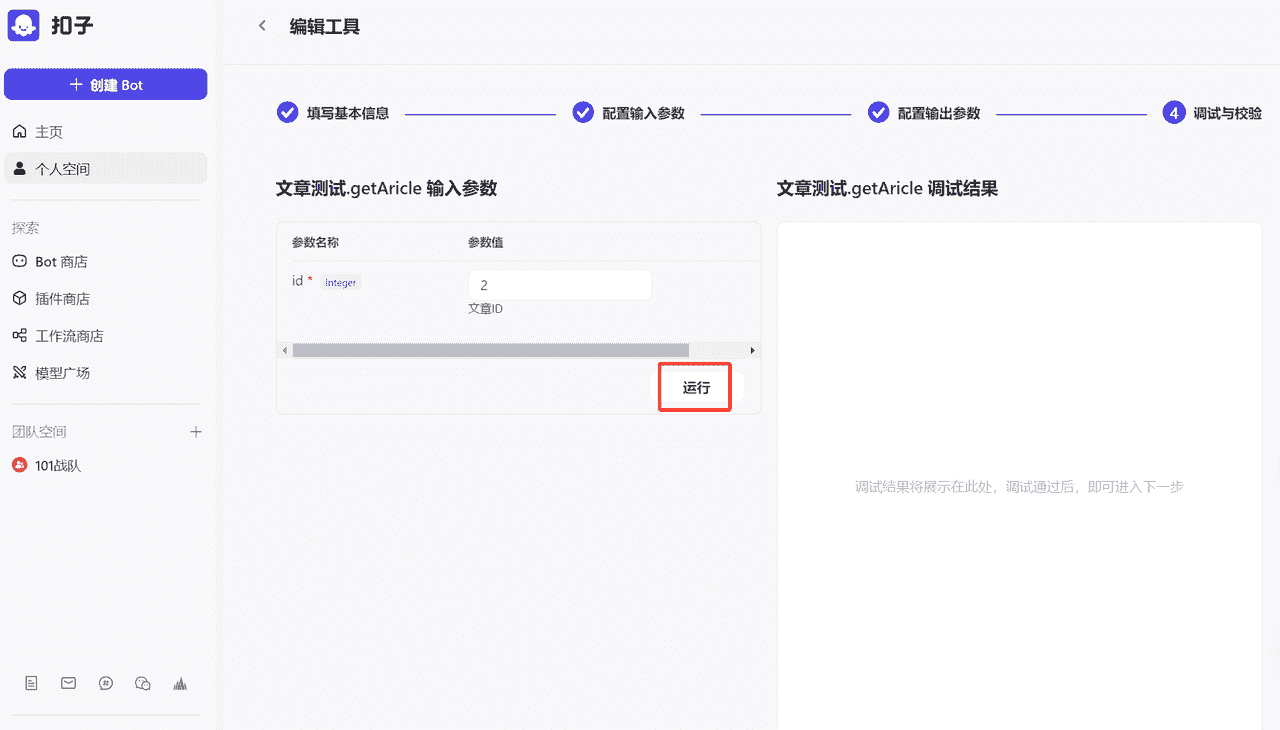 扣子
编辑工具
创建 Bot
主页
个人空间
探索
Bot 商店
插件商店
工作流商店
模型广场
团队空间
101战队
填写基本信息
配置输入参数
配置输出参数
4 调试与校验
文章测试.getAricle 输入参数
参数名称 参数值
id * Integer 2
文章ID
运行
文章测试.getAricle 调试结果
调试结果将展示在此处，调试通过后，即可进入下一步